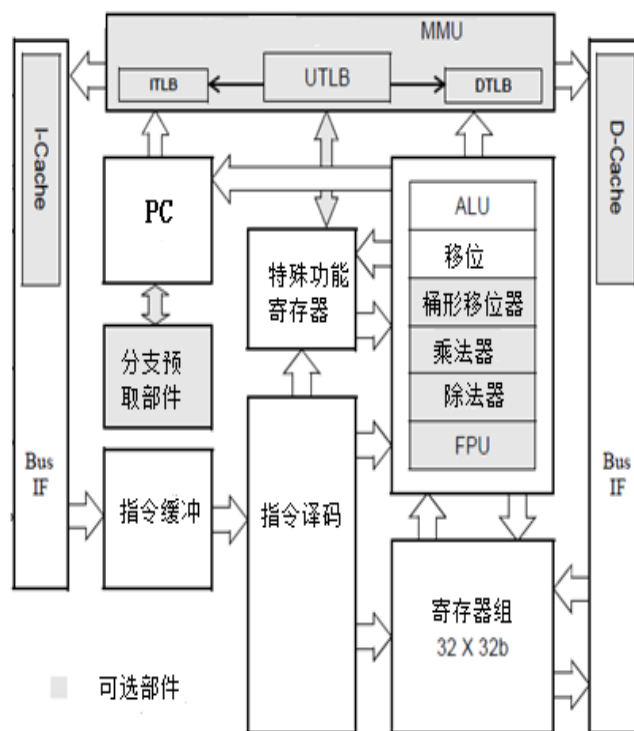 MMU
ITLB
UTLB
DTLB
I-Cache
D-Cache
PC
ALU
移位
特殊功能
寄存器
桶形移位器
乘法器
分支预
取部件
除法器
FPU
Bus
IF
指令缓冲
指令译码
Bus
IF
寄存器组
32 X 32b
可选部件